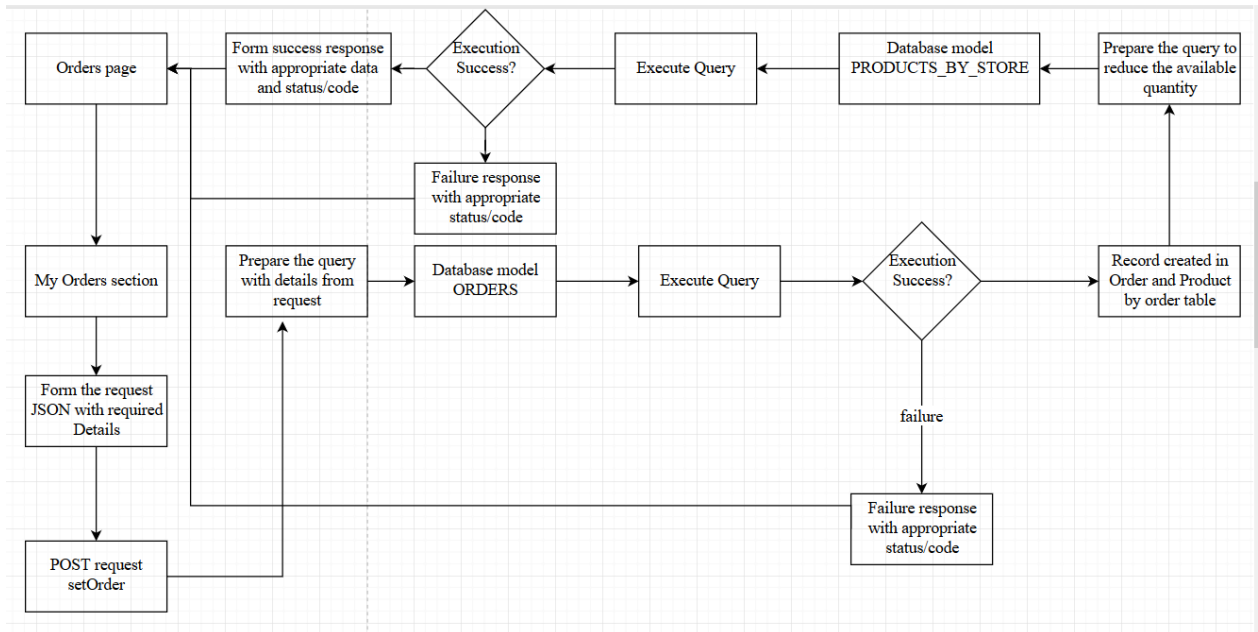 Orders page
Form success response
with appropriate data
and status/code
Execution
Success?
Execute Query
Database model
PRODUCTS_BY_STORE
Prepare the query to
reduce the available
quantity
Failure response
with appropriate
status/code
My Orders section
Prepare the query
with details from
request
Database model
ORDERS
Execute Query
Execution
Success?
Record created in
Order and Product
by order table
Form the request
JSON with required
Details
failure
Failure response
with appropriate
status/code
POST request
setOrder